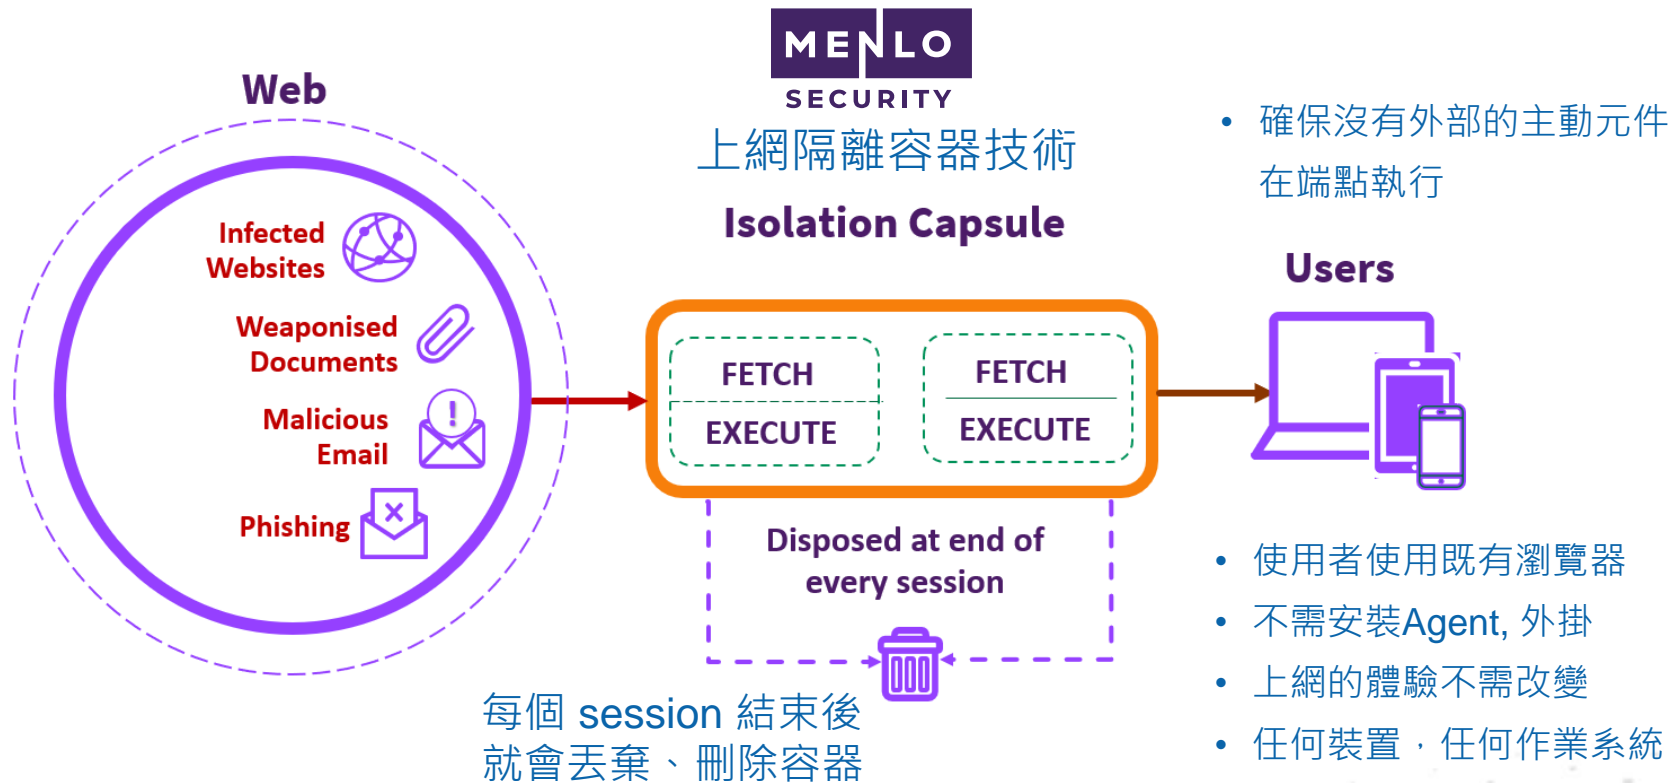 MENLO
SECURITY
上網隔離容器技術
Isolation Capsule
Web
Infected
Websites
Weaponised
Documents
Malicious
Email
Phishing
FETCH
EXECUTE
FETCH
EXECUTE
Disposed at end of
every session
每個 session 結束後
就會丟棄、刪除容器
• 確保沒有外部的主動元件
在端點執行
Users
• 使用者使用既有瀏覽器
• 不需安裝Agent, 外掛
• 上網的體驗不需改變
• 任何裝置，任何作業系統